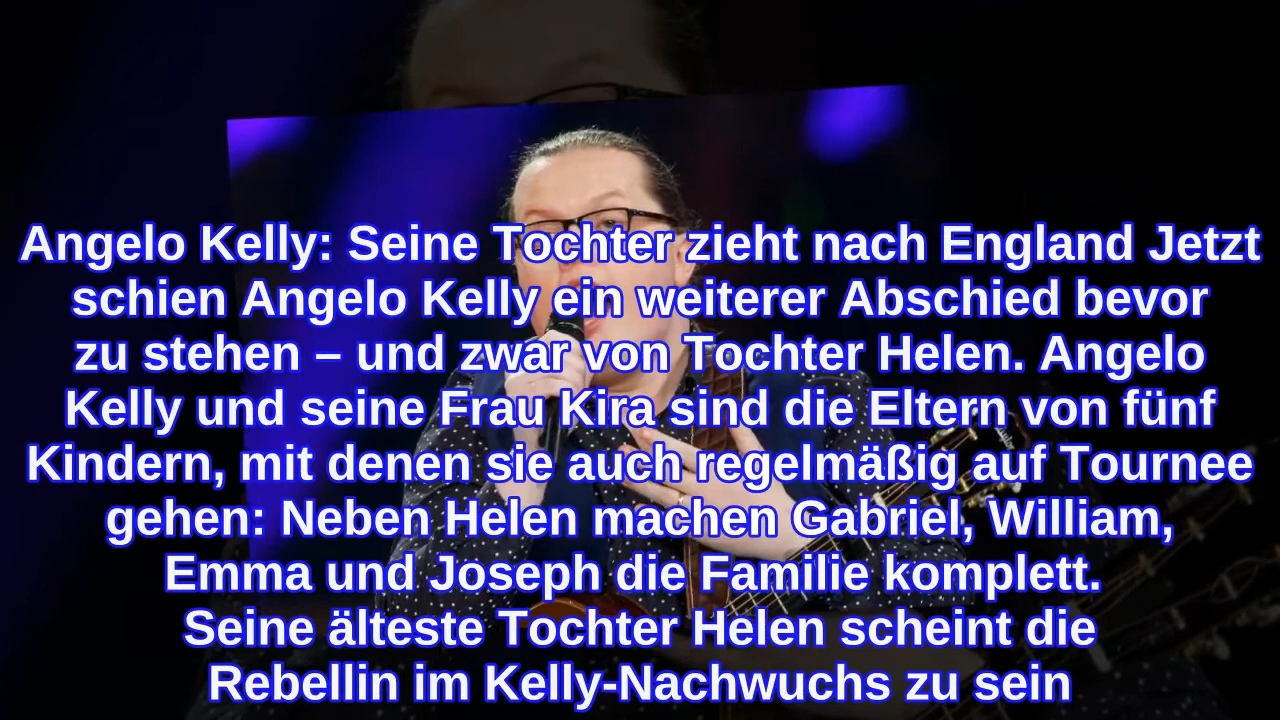 Angelo Kelly: Seine Tochter zieht nach England Jetzt
schien Angelo Kelly ein weiterer Abschied bevor
zu stehen – und zwar von Tochter Helen. Angelo
Kelly und seine Frau Kira sind die Eltern von fünf
Kindern, mit denen sie auch regelmäßig auf Tournee
gehen: Neben Helen machen Gabriel, William,
Emma und Joseph die Familie komplett.
Seine älteste Tochter Helen scheint die
Rebellin im Kelly-Nachwuchs zu sein